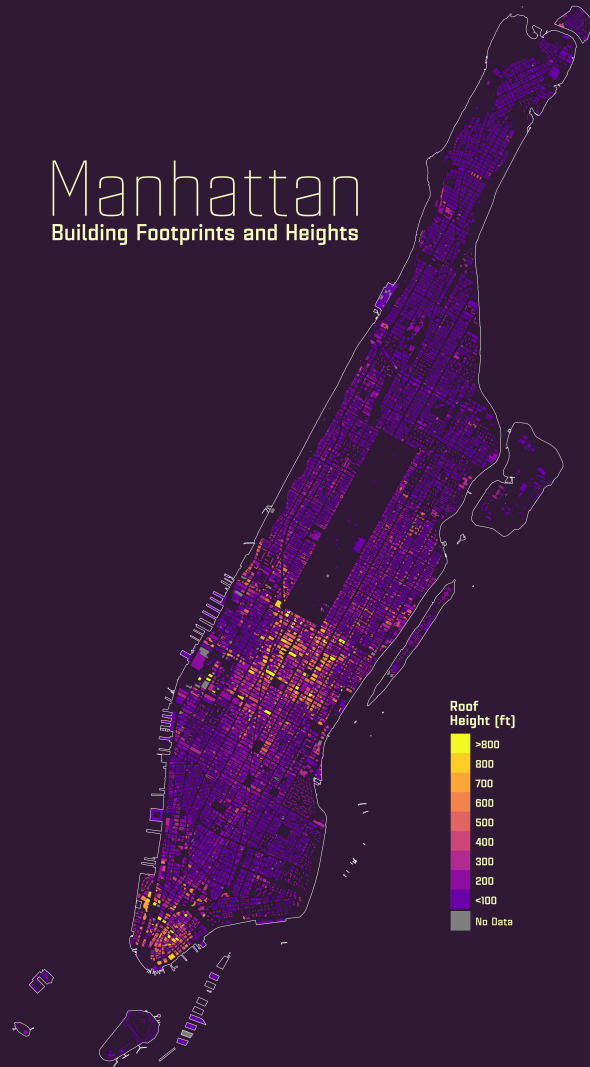 Manhattan
Building Footprints and Heights
Roof
Height (ft)
>800
800
700
600
500
400
300
200
<100
No Data